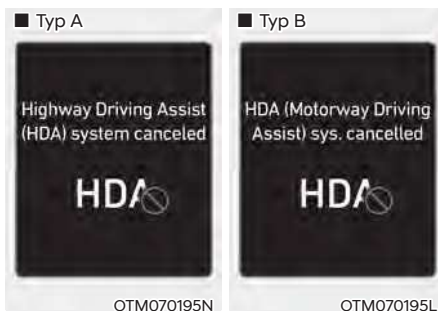 ■ Typ A
Highway Driving Assist
(HDA) system canceled
HDA
OTM070195N
■ Typ B
HDA (Motorway Driving
Assist) sys. cancelled
HDA
OTM070195L